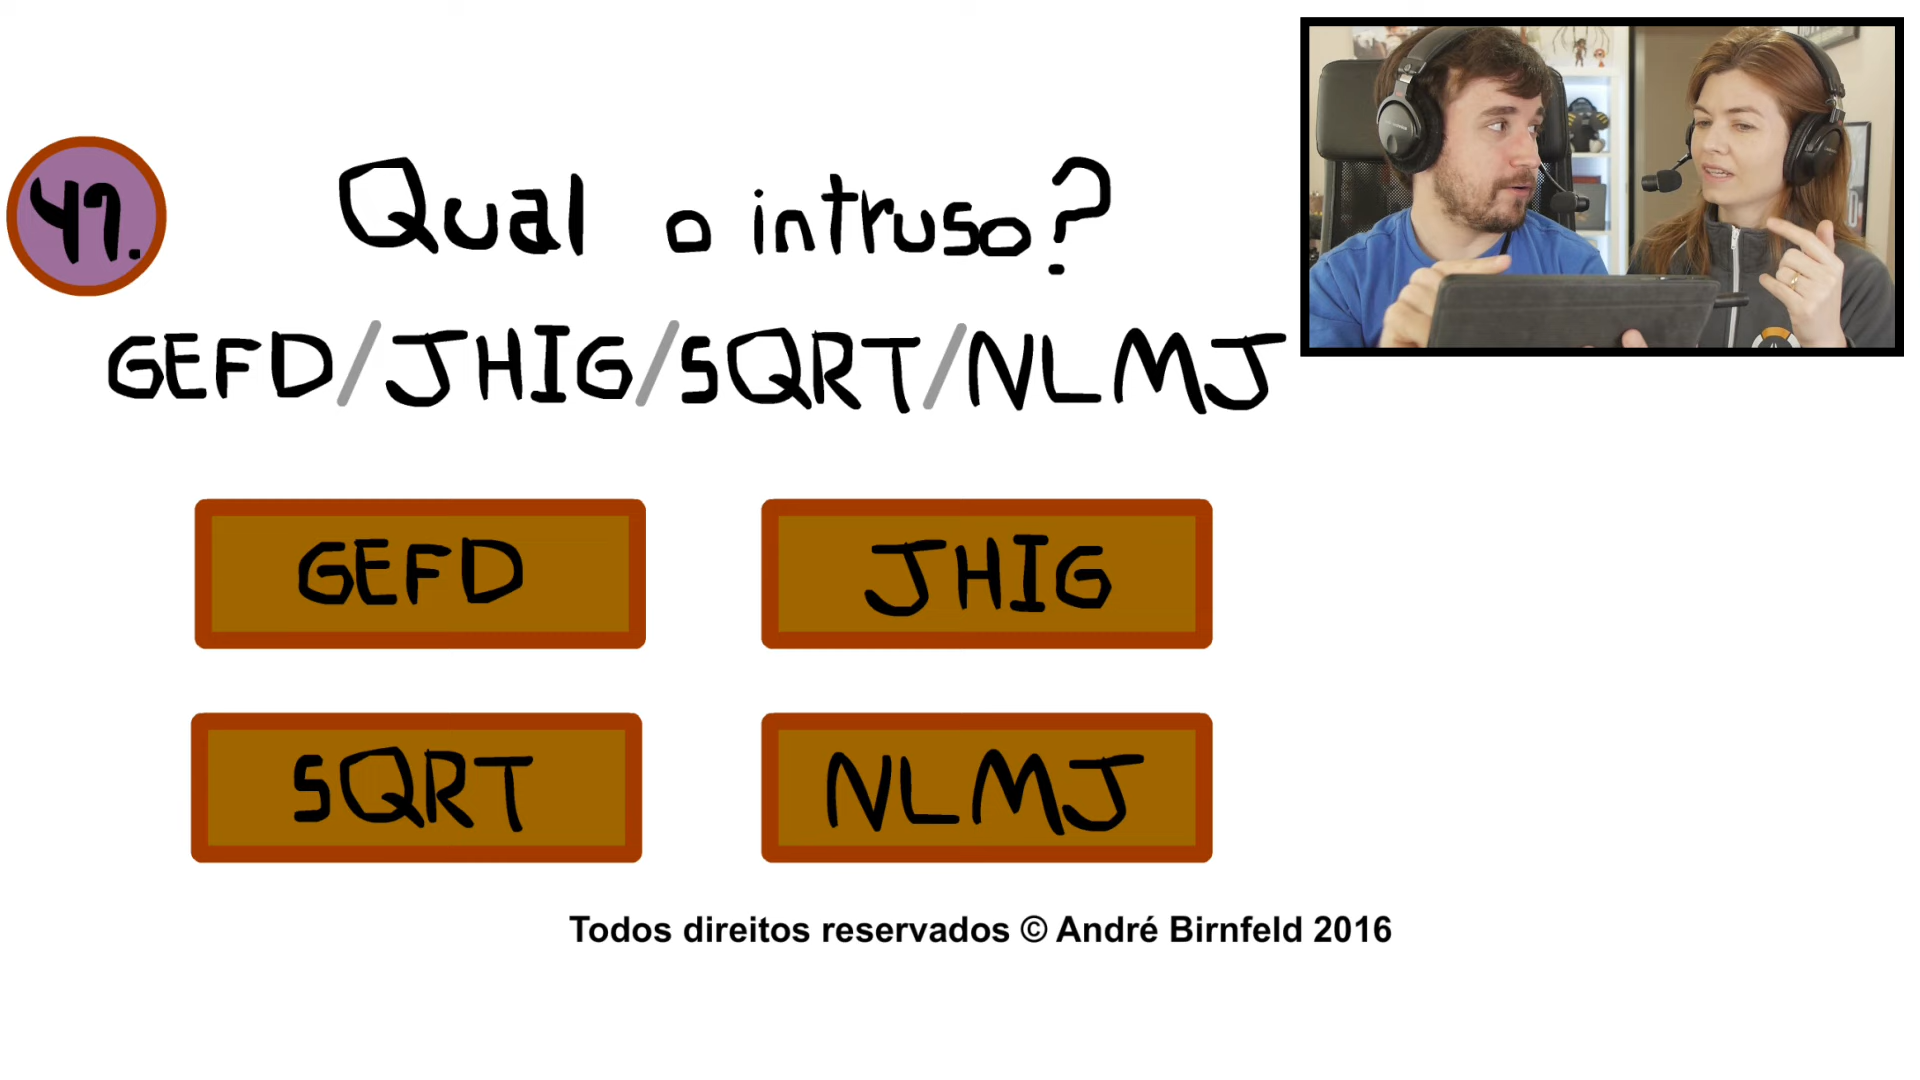 47.
Qual o intruso?
GEFD/JHIG/SQRT/NLMJ
GEFD
JHIG
SQRT
NLMJ
Todos direitos reservados © André Birnfeld 2016